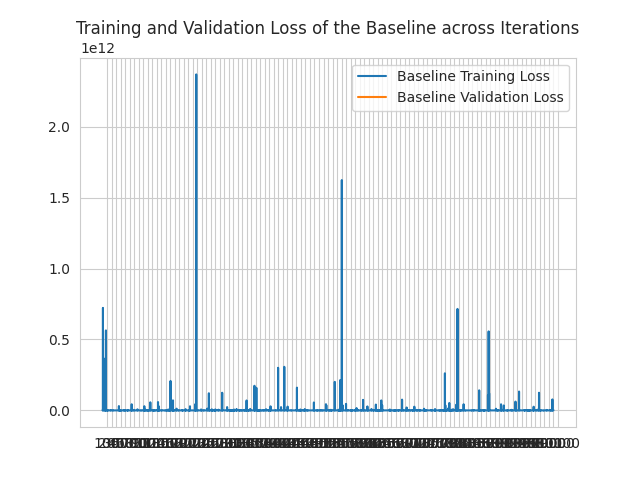 Training and Validation Loss of the Baseline across Iterations
1e12
Baseline Training Loss
Baseline Validation Loss
2.0
1.5
1.0
0.5
0.0